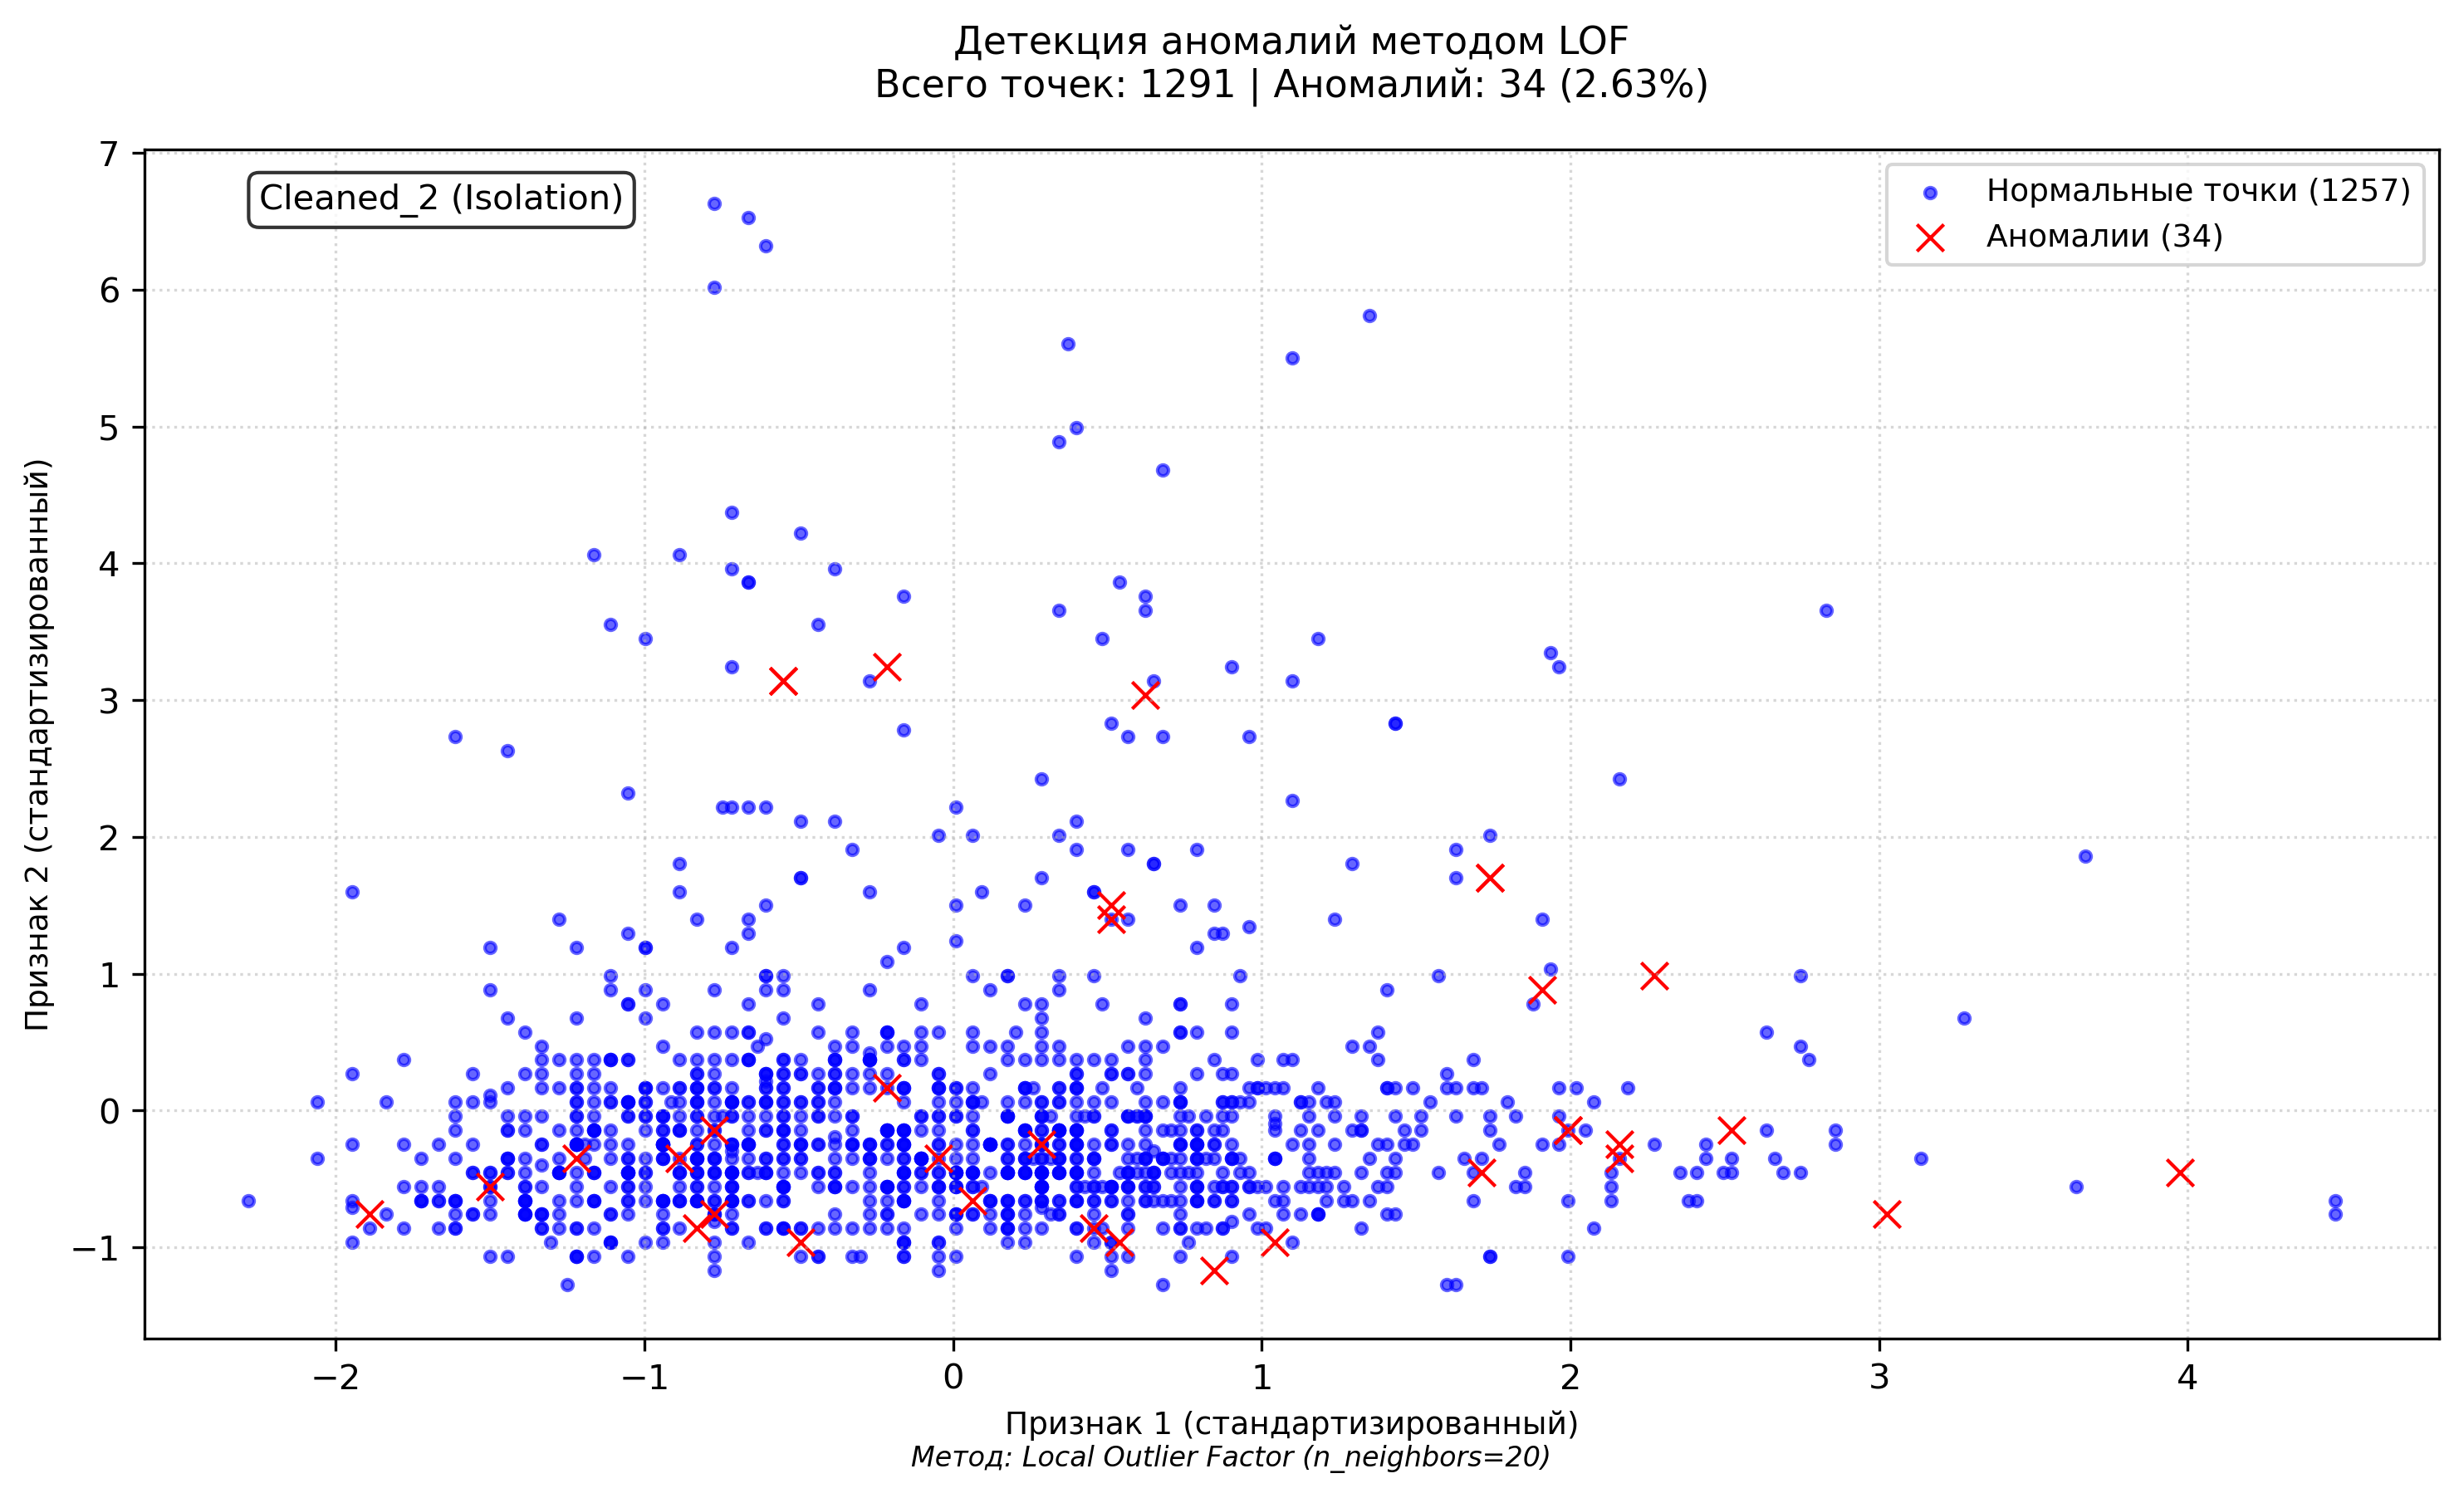 Детекция аномалий методом LOF
Всего точек: 1291 | Аномалий: 34 (2.63%)
Cleaned_2 (Isolation)
Нормальные точки (1257)
Аномалии (34)
Признак 2 (стандартизированный)
7
6
5
4
3
2
1
0
−1
−2
−1
0
1
2
3
4
Признак 1 (стандартизированный)
Метод: Local Outlier Factor (n_neighbors=20)